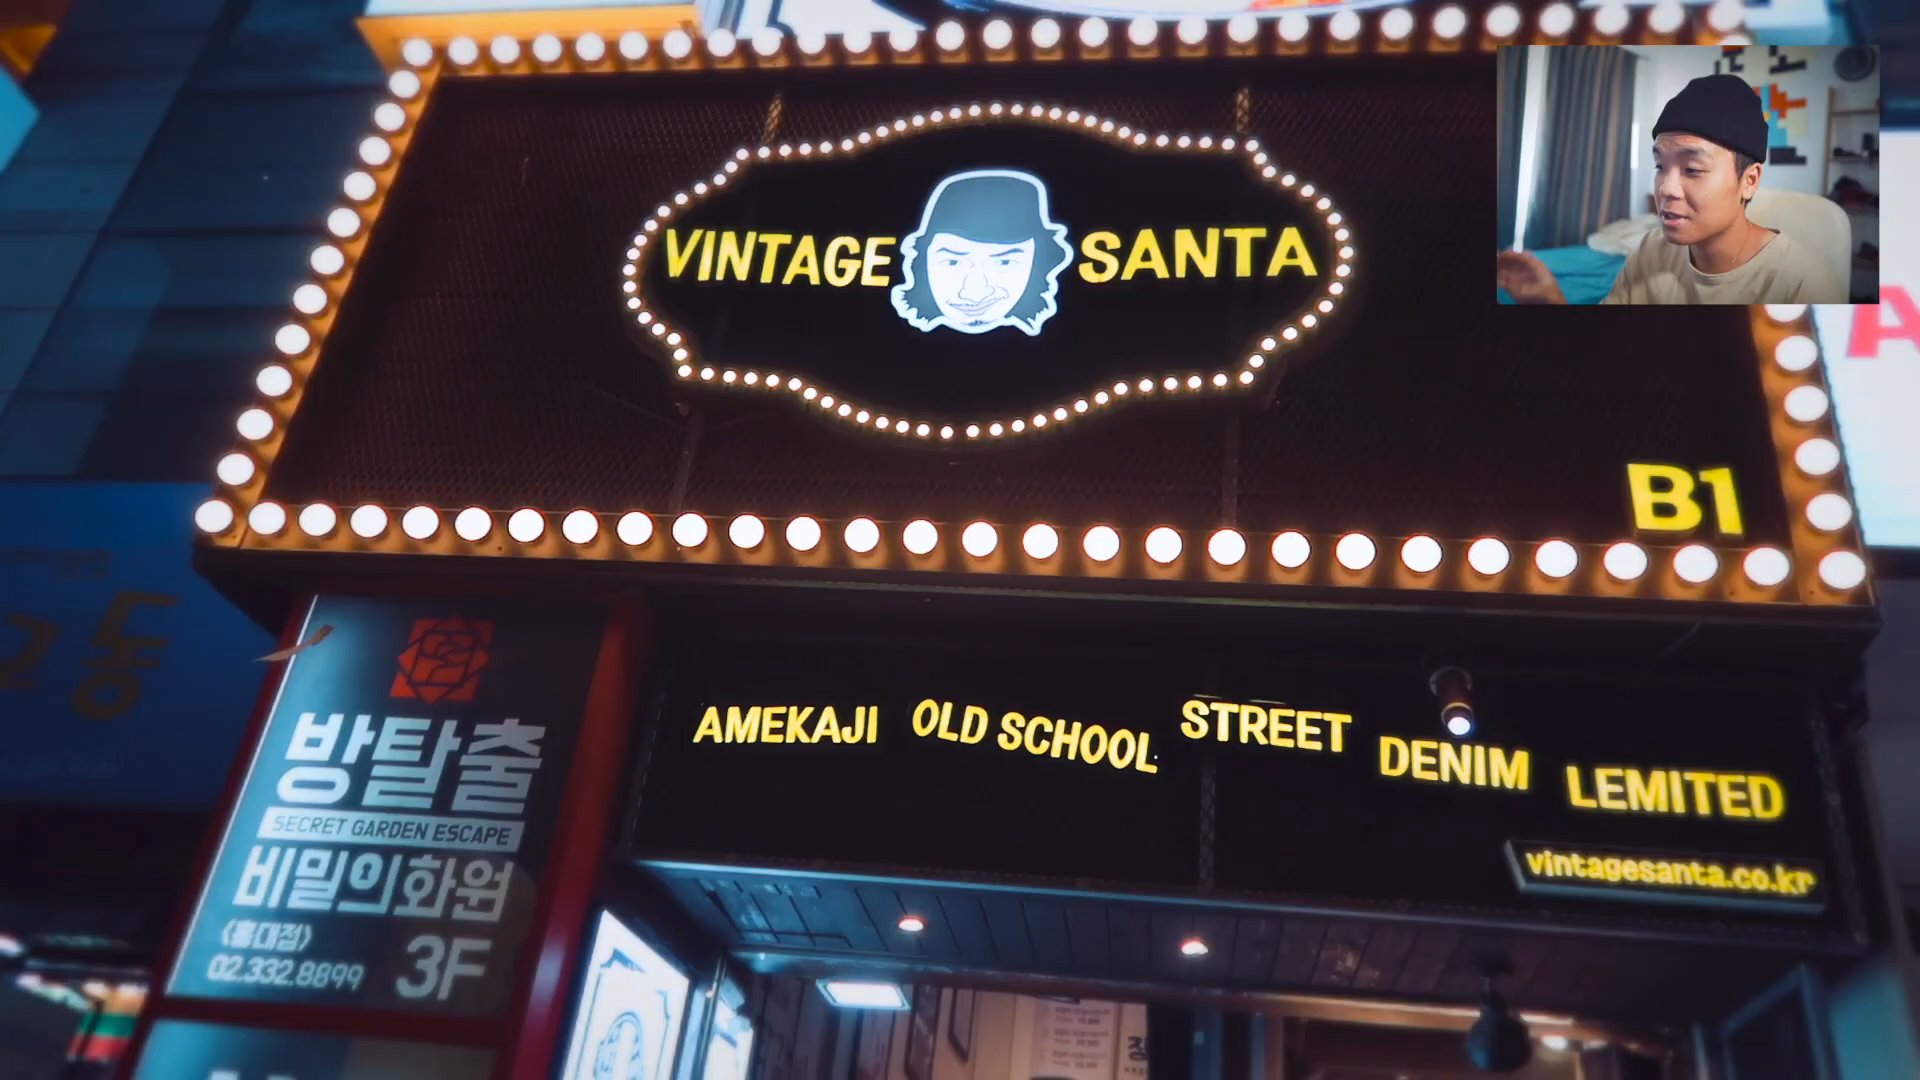 VINTAGE SANTA
B1
AMEKAJI OLD SCHOOL STREET DENIM LEMITED
vintagesanta.co.kr
방탈출
SECRET GARDEN ESCAPE
비밀의화원
〈홍대점〉
02.332.8899 3F
동
A